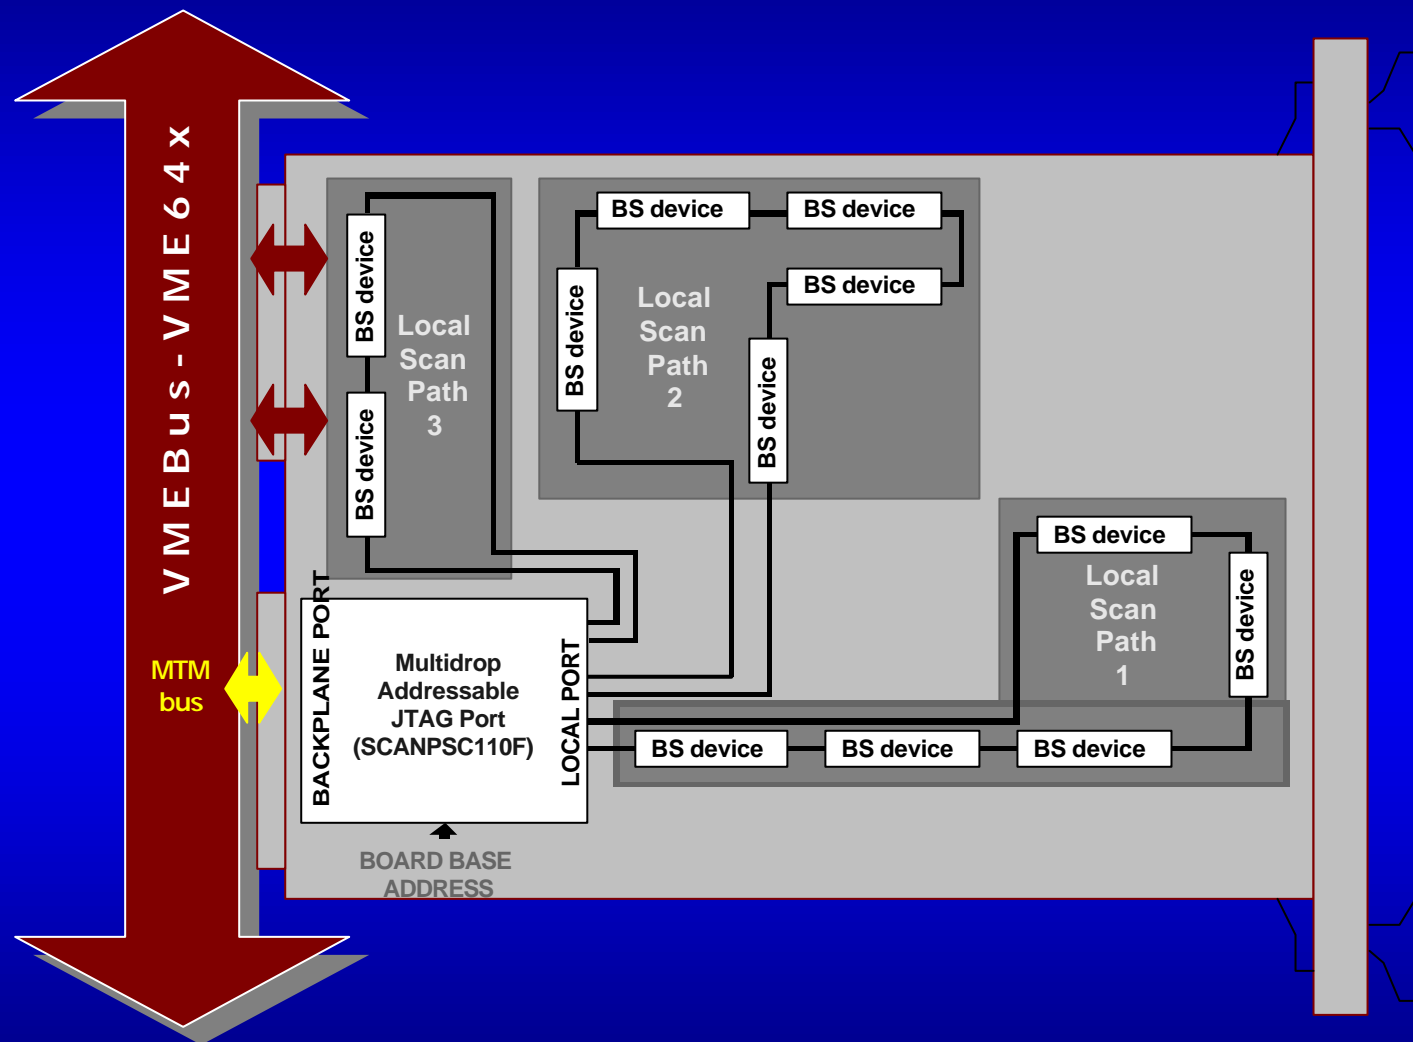 VMEBus-VME64x
MTM
bus
BS device
BS device
Local
Scan
Path
3
BS device
BS device
BS device
BS device
BS device
Local
Scan
Path
2
BS device
BS device
Local
Scan
Path
1
BS device
BS device
BS device
BACKPLANE PORT
Multidrop
Addressable
JTAG Port
(SCANPSC110F)
LOCAL PORT
BS device
BOARD BASE
ADDRESS